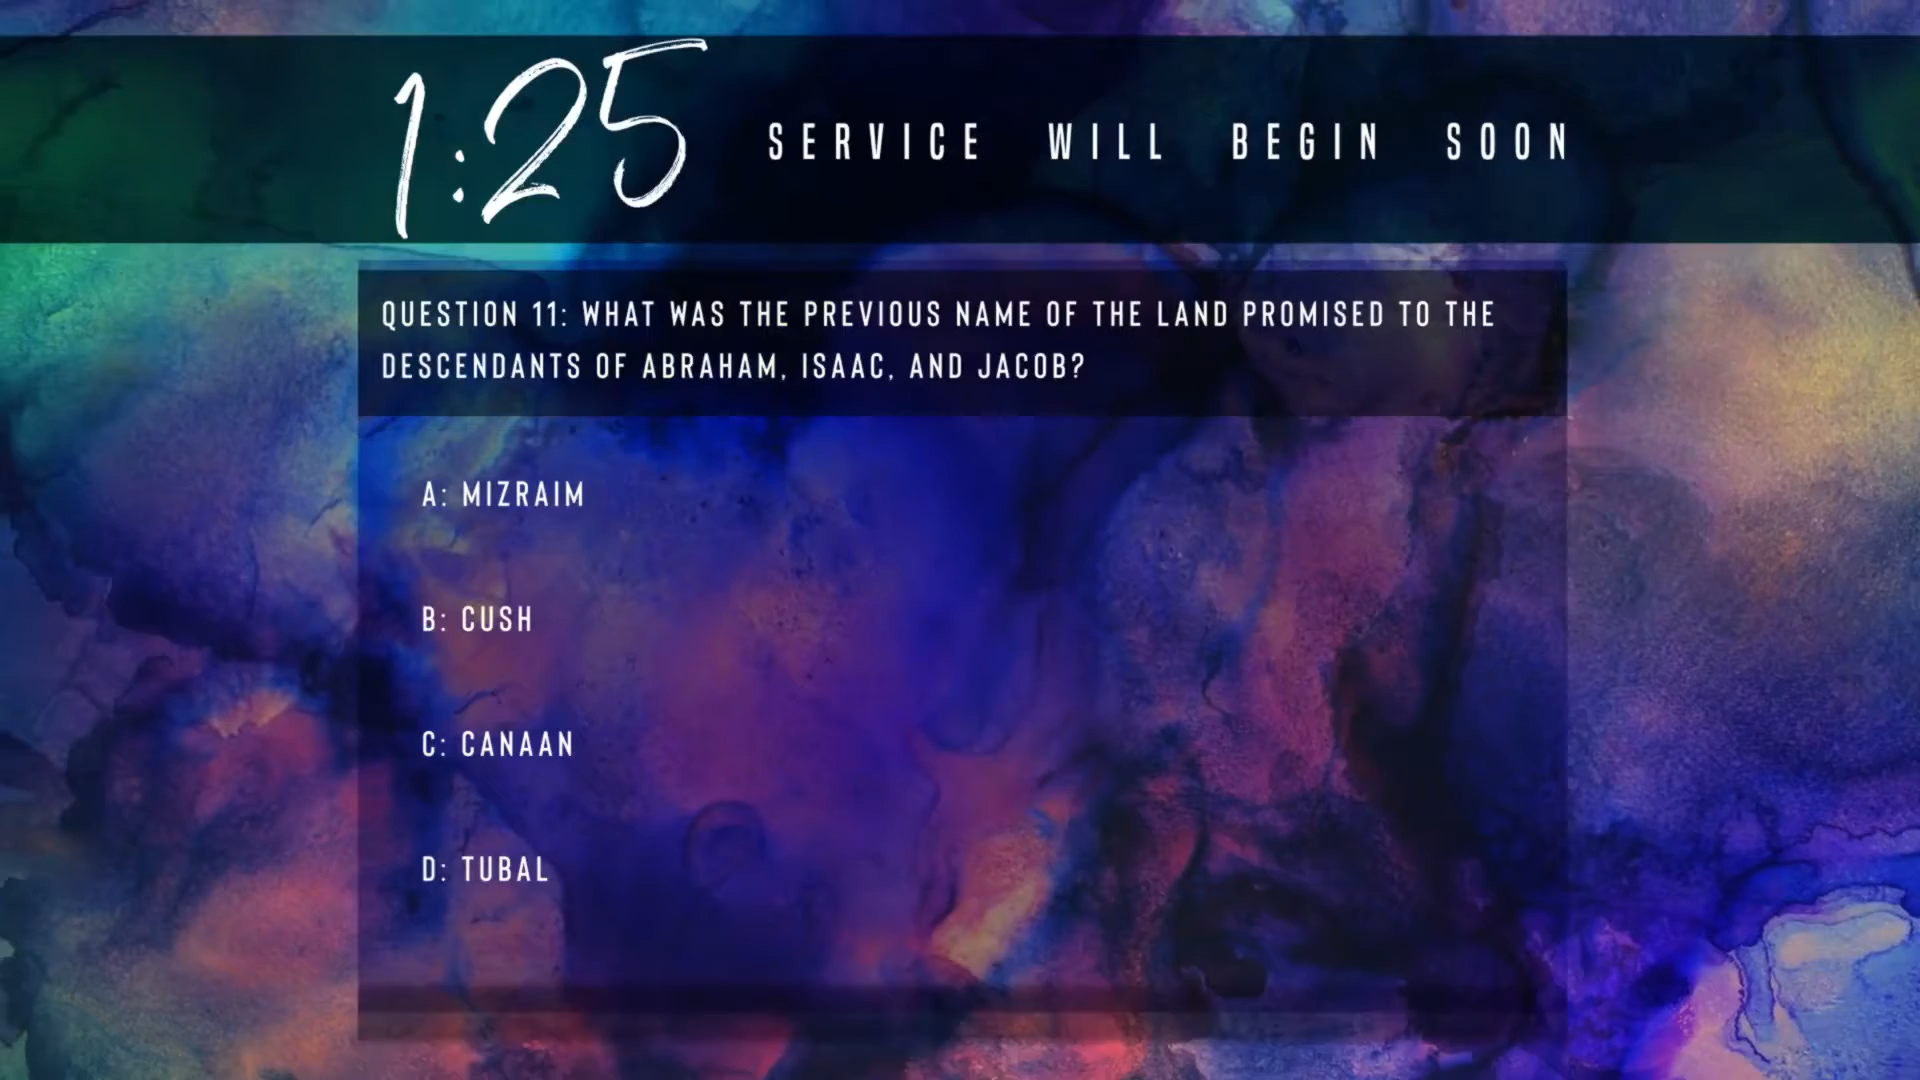 1:25 SERVICE WILL BEGIN SOON
QUESTION 11: WHAT WAS THE PREVIOUS NAME OF THE LAND PROMISED TO THE
DESCENDANTS OF ABRAHAM, ISAAC, AND JACOB?
A: MIZRAIM
B: CUSH
C: CANAAN
D: TUBAL